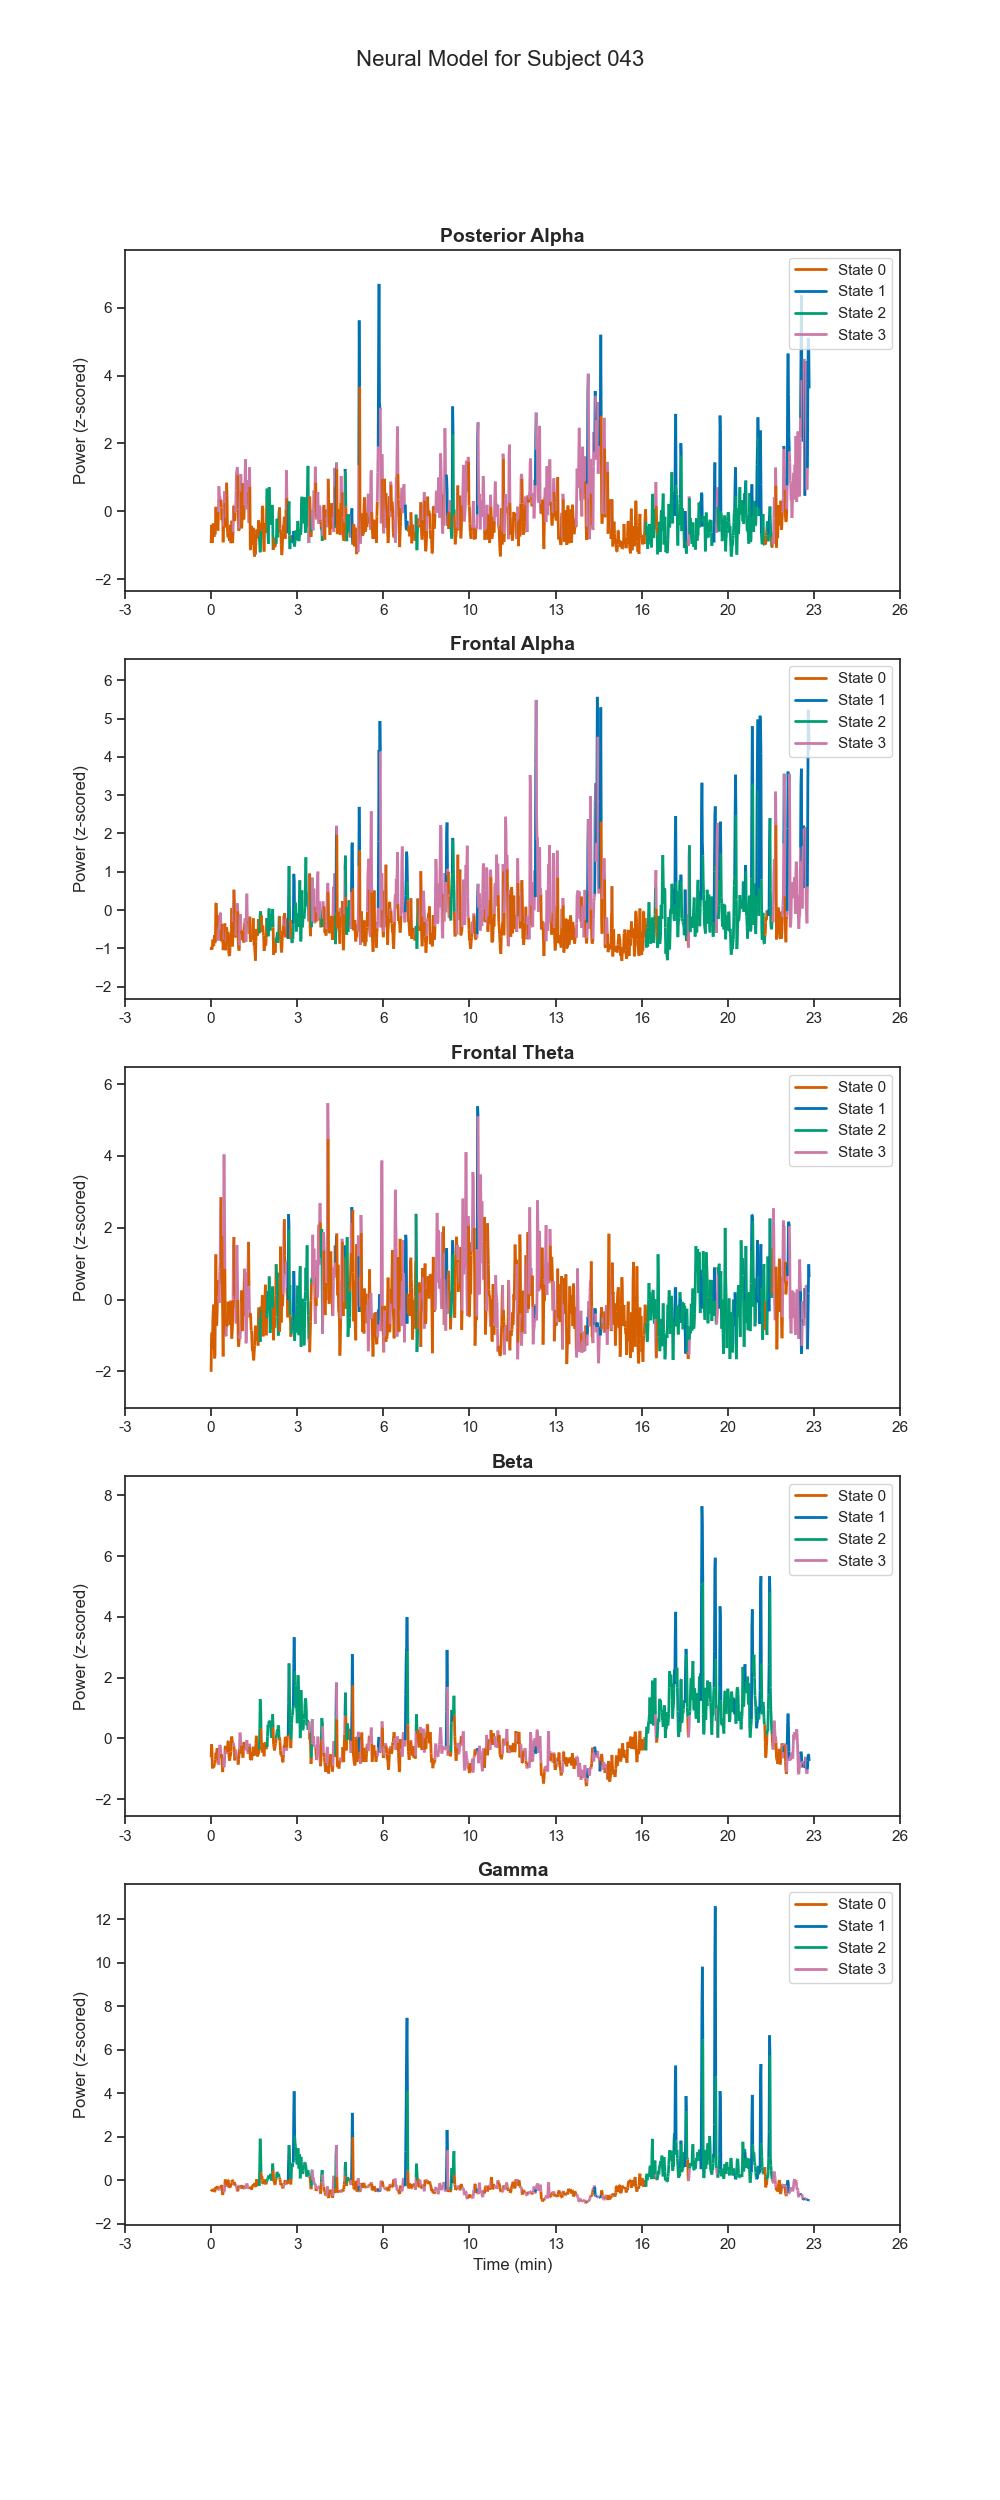 Neural Model for Subject 043
Posterior Alpha
Power (z-scored)
6
4
2
0
−2
State 0
State 1
State 2
State 3
-3 0 3 6 10 13 16 20 23 26
Frontal Alpha
Power (z-scored)
6
5
4
3
2
1
0
−1
−2
State 0
State 1
State 2
State 3
-3 0 3 6 10 13 16 20 23 26
Frontal Theta
Power (z-scored)
6
4
2
0
−2
State 0
State 1
State 2
State 3
-3 0 3 6 10 13 16 20 23 26
Beta
Power (z-scored)
8
6
4
2
0
−2
State 0
State 1
State 2
State 3
-3 0 3 6 10 13 16 20 23 26
Gamma
Power (z-scored)
12
10
8
6
4
2
0
−2
State 0
State 1
State 2
State 3
-3 0 3 6 10 13 16 20 23 26
Time (min)